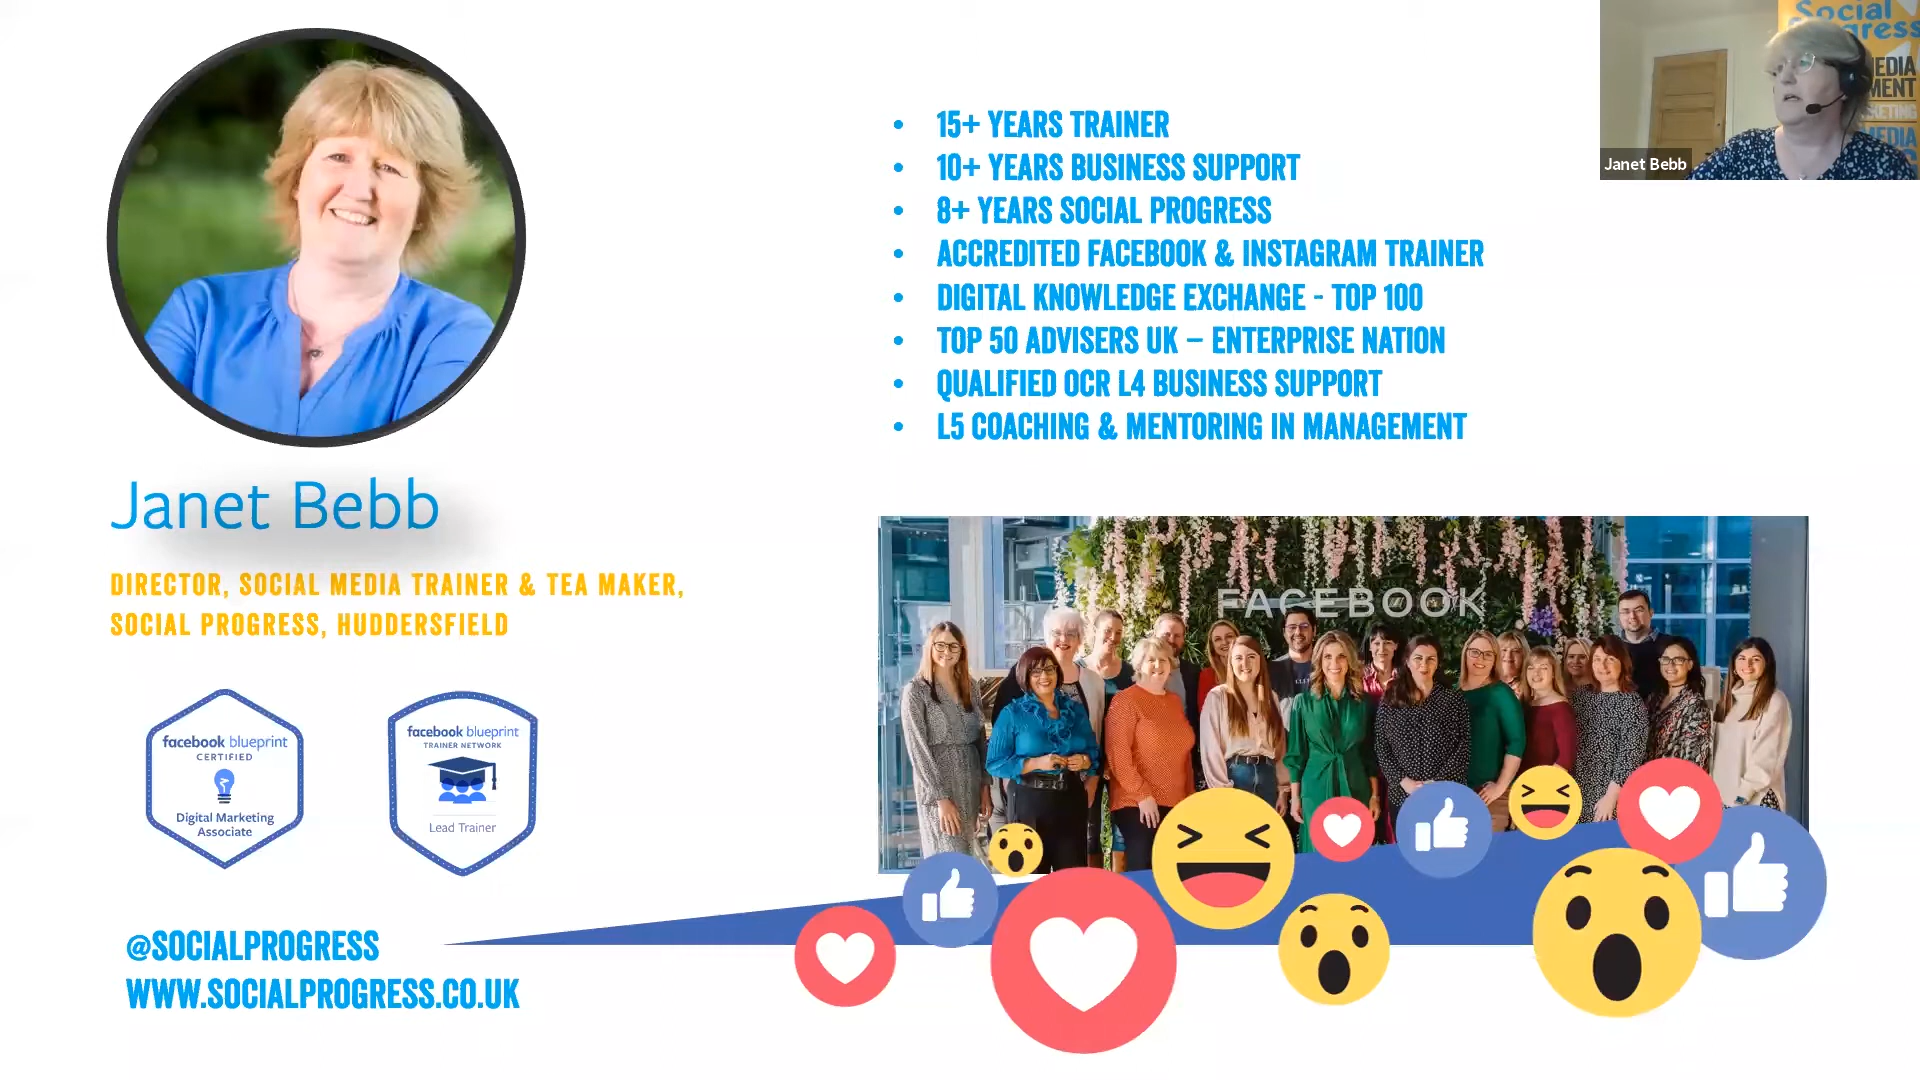 15+ YEARS TRAINER
10+ YEARS BUSINESS SUPPORT
8+ YEARS SOCIAL PROGRESS
ACCREDITED FACEBOOK & INSTAGRAM TRAINER
DIGITAL KNOWLEDGE EXCHANGE - TOP 100
TOP 50 ADVISERS UK – ENTERPRISE NATION
QUALIFIED OCR L4 BUSINESS SUPPORT
L5 COACHING & MENTORING IN MANAGEMENT
Social
Janet Bebb
Janet Bebb
DIRECTOR, SOCIAL MEDIA TRAINER & TEA MAKER,
SOCIAL PROGRESS, HUDDERSFIELD
facebook blueprint
CERTIFIED
Digital Marketing
Associate
facebook blueprint
TRAINER NETWORK
Lead Trainer
FACEBOOK
@SOCIALPROGRESS
WWW.SOCIALPROGRESS.CO.UK